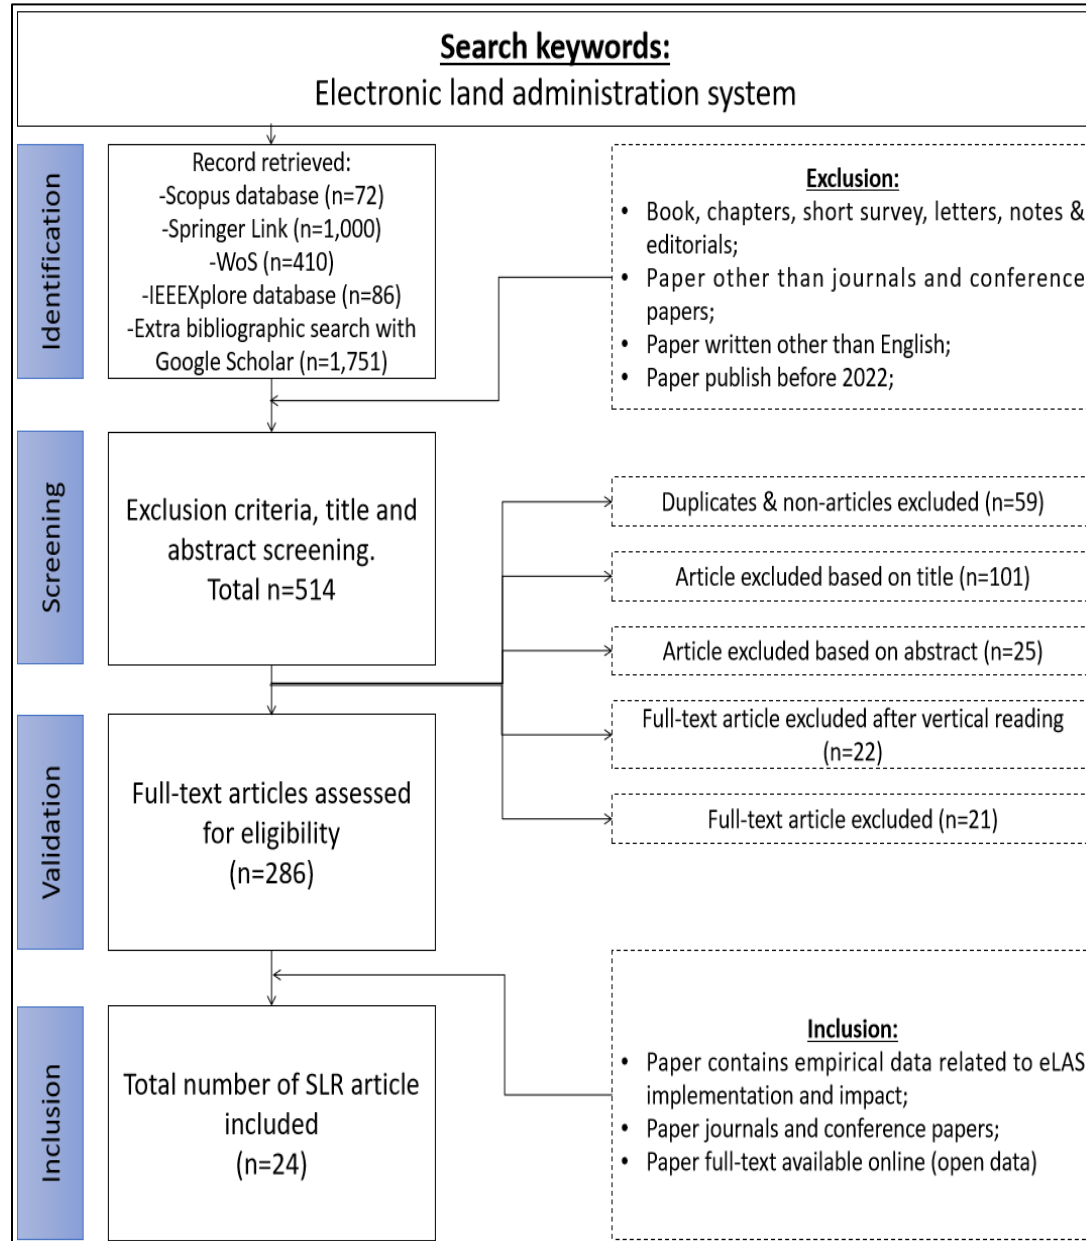 Search keywords:
Electronic land administration system
Identification
Record retrieved:
-Scopus database (n=72)
-Springer Link (n=1,000)
-WoS (n=410)
-IEEEXplore database (n=86)
-Extra bibliographic search with
Google Scholar (n=1,751)
Exclusion:
• Book, chapters, short survey, letters, notes &
editorials;
• Paper other than journals and conference
papers;
• Paper written other than English;
• Paper publish before 2022;
Screening
Exclusion criteria, title and
abstract screening.
Total n=514
Duplicates & non-articles excluded (n=59)
Article excluded based on title (n=101)
Article excluded based on abstract (n=25)
Full-text article excluded after vertical reading
(n=22)
Full-text article excluded (n=21)
Validation
Full-text articles assessed
for eligibility
(n=286)
Inclusion
Total number of SLR article
included
(n=24)
Inclusion:
• Paper contains empirical data related to eLAS
implementation and impact;
• Paper journals and conference papers;
• Paper full-text available online (open data)